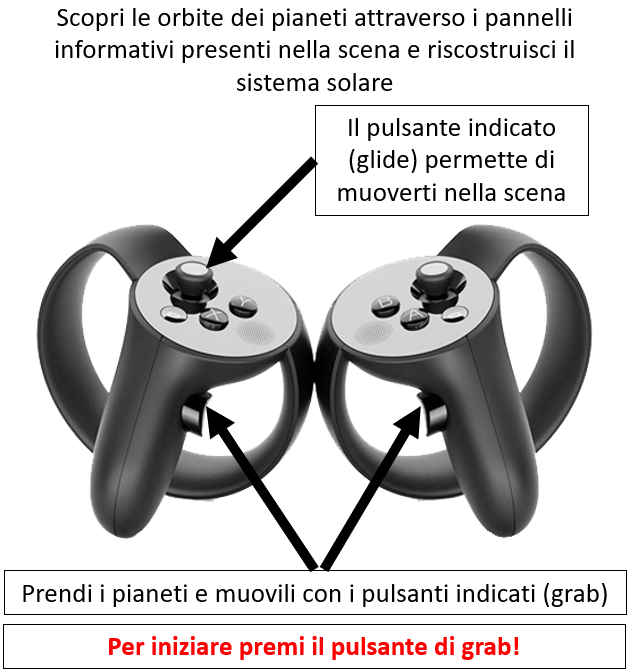 Scopri le orbite dei pianeti attraverso i pannelli
informativi presenti nella scena e riscostruisci il
sistema solare
Il pulsante indicato
(glide) permette di
muoverti nella scena
Y
X
B
A
Prendi i pianeti e muovili con i pulsanti indicati (grab)
Per iniziare premi il pulsante di grab!